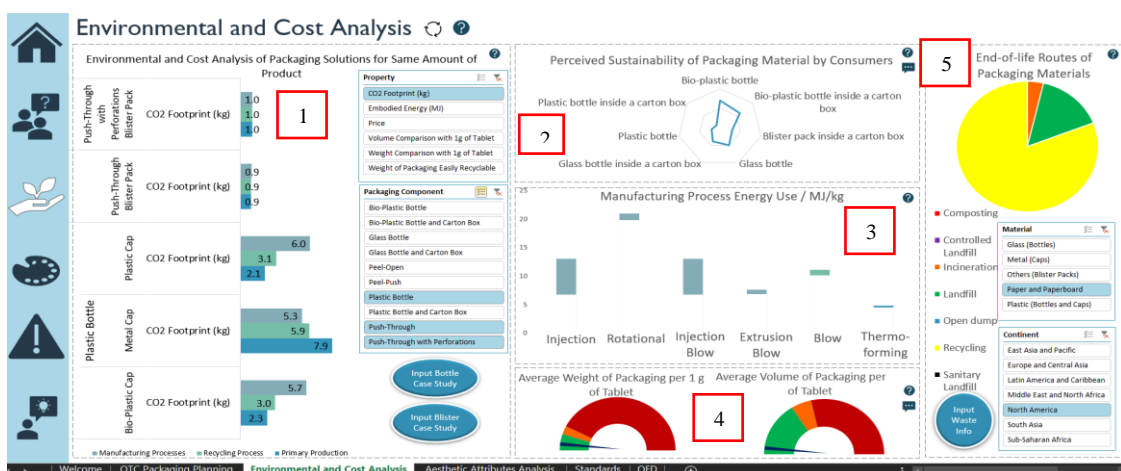 Environmental and Cost Analysis
?
?
Environmental and Cost Analysis of Packaging Solutions for Same Amount of
Product
?
Push-Through
with
Perforations
Blister Pack
CO2 Footprint (kg)
1.0
1.0
1.0
1
Push-Through
Blister Pack
CO2 Footprint (kg)
0.9
0.9
0.9
Plastic Bottle
Plastic Cap
CO2 Footprint (kg)
6.0
3.1
2.1
Metal Cap
CO2 Footprint (kg)
5.3
5.9
7.9
Bio-Plastic Cap
CO2 Footprint (kg)
5.7
3.0
2.3
Manufacturing Processes
Recycling Process
Primary Production
Property
CO2 Footprint (kg)
Embodied Energy (MJ)
Price
Volume Comparison with 1g of Tablet
Weight Comparison with 1g of Tablet
Weight of Packaging Easily Recyclable
Packaging Component
Bio-Plastic Bottle
Bio-Plastic Bottle and Carton Box
Glass Bottle
Glass Bottle and Carton Box
Peel-Open
Peel-Push
Plastic Bottle
Plastic Bottle and Carton Box
Push-Through
Push-Through with Perforations
Input Bottle
Case Study
Input Blister
Case Study
Perceived Sustainability of Packaging Material by Consumers
?
Bio-plastic bottle
Plastic bottle inside a carton box
Bio-plastic bottle inside a carton
box
2
Plastic bottle
Blister pack inside a carton box
Glass bottle inside a carton box
Glass bottle
Manufacturing Process Energy Use / MJ/kg
?
25
20
15
10
5
0
3
Injection
Rotational
Injection
Blow
Extrusion
Blow
Blow
Thermo-
forming
Average Weight of Packaging per 1 g
of Tablet
Average Volume of Packaging per
of Tablet
?
4
5
End-of-life Routes of
Packaging Materials
?
Composting
Controlled
Landfill
Incineration
Landfill
Open dump
Recycling
Sanitary
Landfill
Input
Waste
Info
Material
Glass (Bottles)
Metal (Caps)
Others (Blister Packs)
Paper and Paperboard
Plastic (Bottles and Caps)
Continent
East Asia and Pacific
Europe and Central Asia
Latin America and Caribbean
Middle East and North Africa
North America
South Asia
Sub-Saharan Africa
Welcome
OTC Packaging Planning
Environmental and Cost Analysis
Aesthetic Attributes Analysis
Standards
QFD